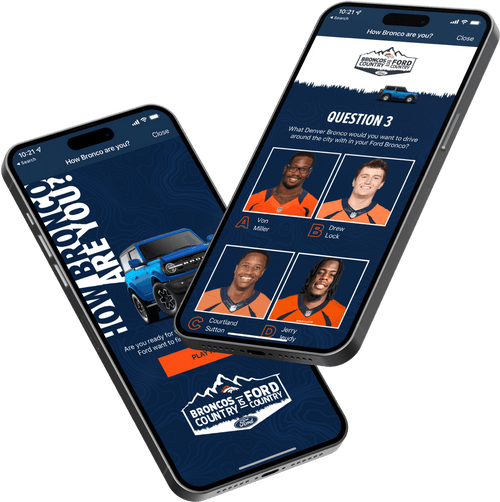 10:21
Search
How Bronco are you?
Close
BRONCOS IS FORD
COUNTRY COUNTRY
QUESTION 3
What Denver Bronco would you want to drive
around the city with in your Ford Bronco?
A Von
Miller
B Drew
Lock
C Courtland
Sutton
D Jerry
Jeudy
10:21
Search
How Bronco are you?
Close
HOW BRONCO
ARE YOU?
Are you ready for
Ford want to
PLAY
BRONCOS IS FORD
COUNTRY COUNTRY
Ford